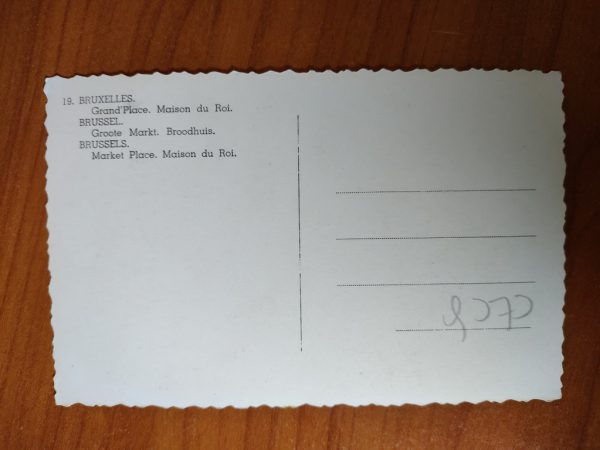 19. BRUXELLES.
Grand'Place. Maison du Roi.
BRUSSEL.
Groote Markt. Broodhuis.
BRUSSELS.
Market Place. Maison du Roi.